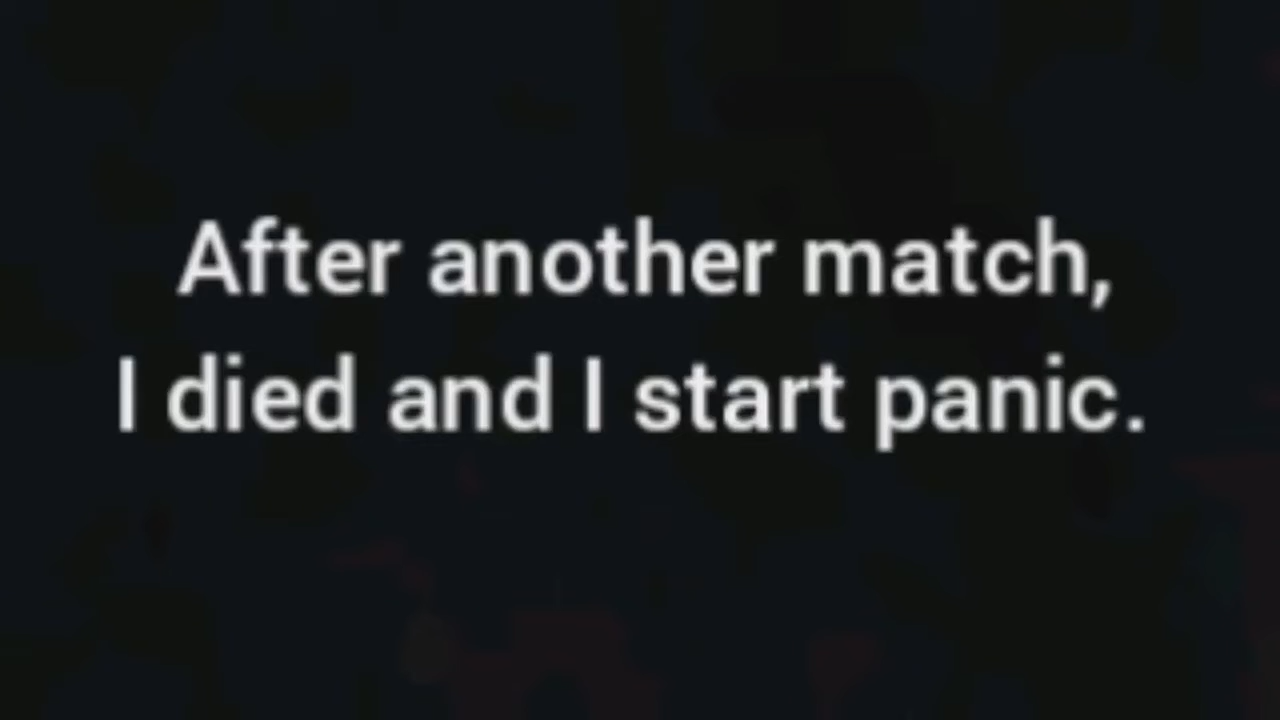 After another match,
I died and I start panic.